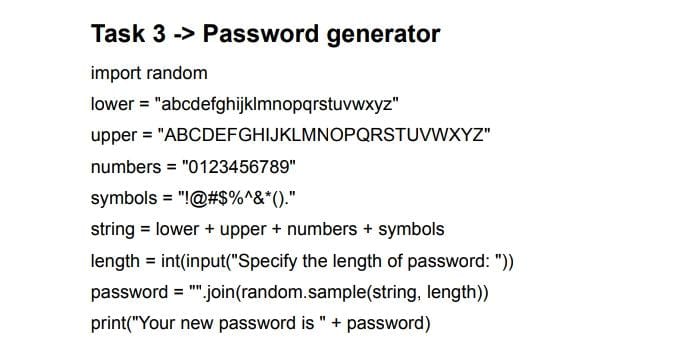 Task 3 -> Password generator
import random
lower = "abcdefghijklmnopqrstuvwxyz"
upper = "ABCDEFGHIJKLMNOPQRSTUVWXYZ"
numbers = "0123456789"
symbols = "!@#$%^&*()."
string = lower + upper + numbers + symbols
length = int(input("Specify the length of password: "))
password = "".join(random.sample(string, length))
print("Your new password is " + password)